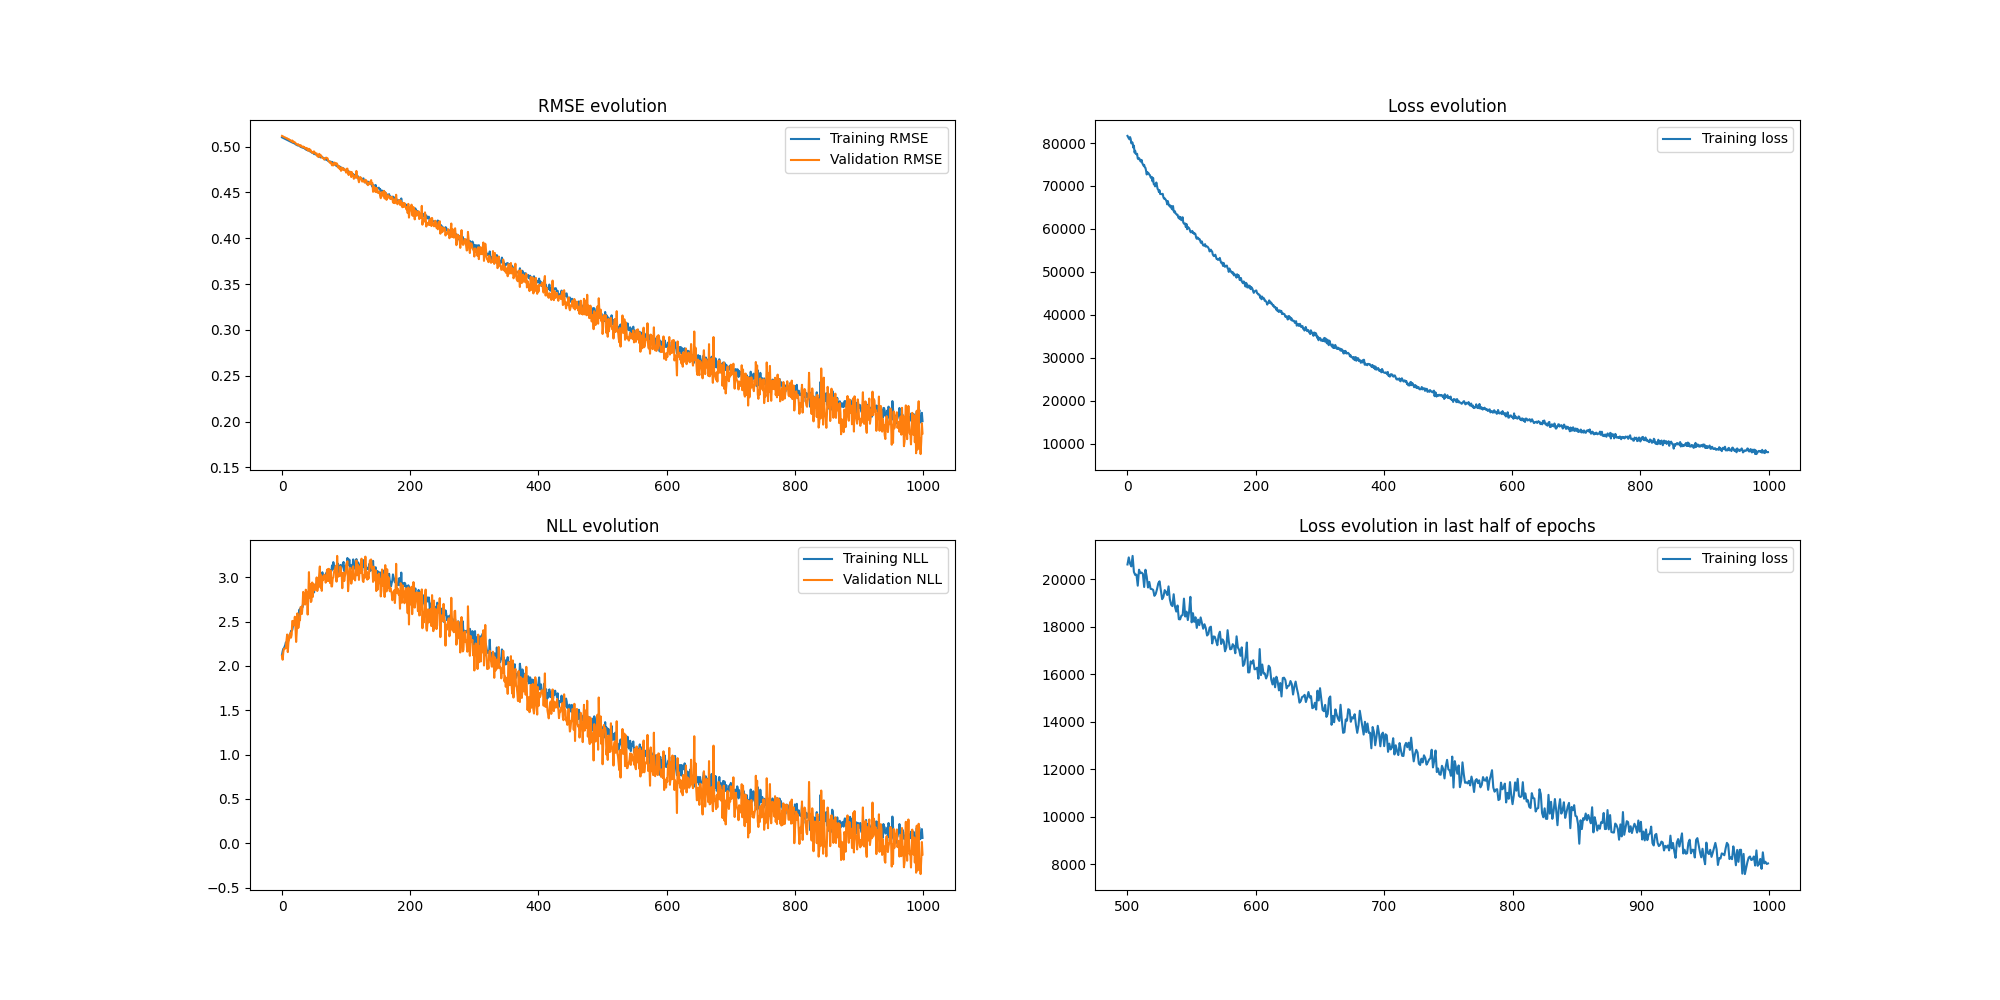 RMSE evolution
0.50
0.45
0.40
0.35
0.30
0.25
0.20
0.15
0 200 400 600 800 1000
Training RMSE
Validation RMSE
Loss evolution
80000
70000
60000
50000
40000
30000
20000
10000
0 200 400 600 800 1000
Training loss
NLL evolution
3.0
2.5
2.0
1.5
1.0
0.5
0.0
−0.5
0 200 400 600 800 1000
Training NLL
Validation NLL
Loss evolution in last half of epochs
20000
18000
16000
14000
12000
10000
8000
500 600 700 800 900 1000
Training loss